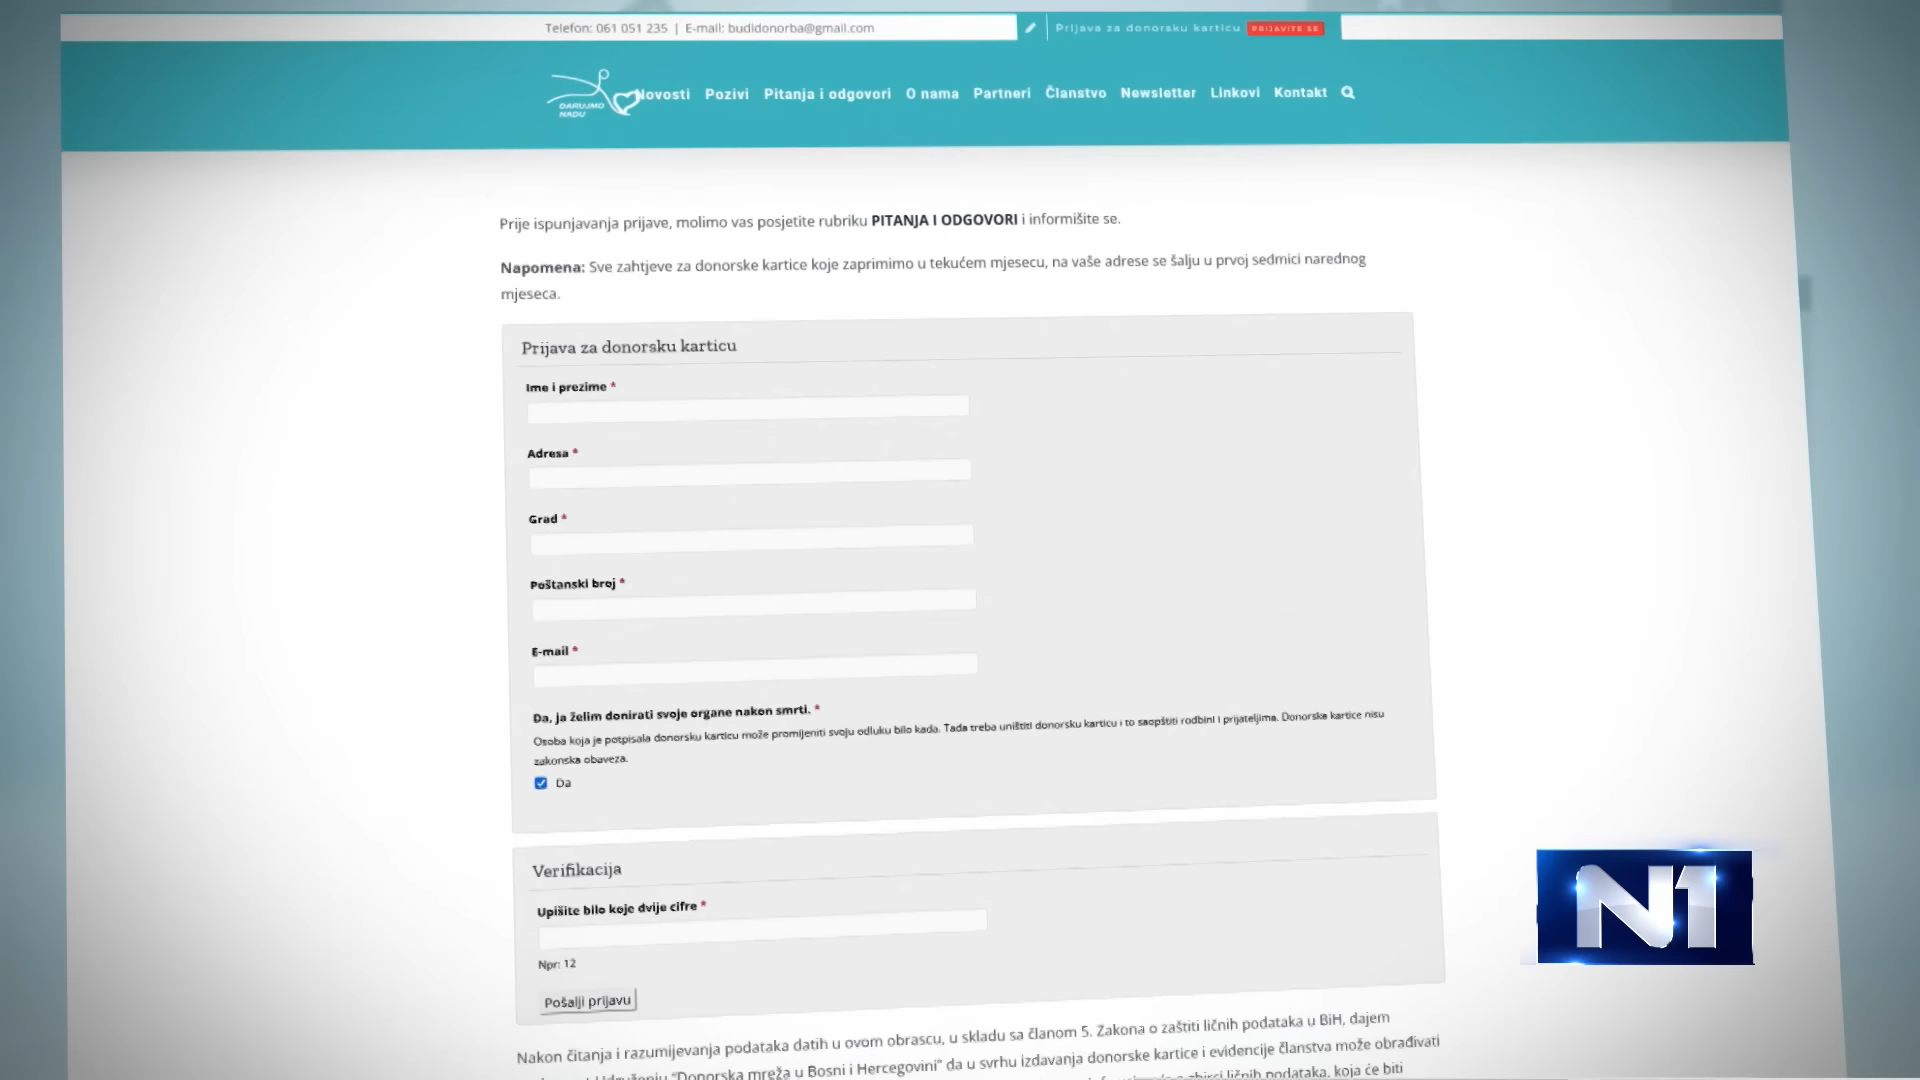 Telefon: 061 051 235 | E-mail: budidonorba@gmail.com
Prijava za donorsku karticu PRIJAVITE SE
DARUJMO
NADU
Novosti Pozivi Pitanja i odgovori O nama Partneri Članstvo Newsletter Linkovi Kontakt
Prije ispunjavanja prijave, molimo vas posjetite rubriku PITANJA I ODGOVORI i informišite se.
Napomena: Sve zahtjeve za donorske kartice koje zaprimimo u tekućem mjesecu, na vaše adrese se šalju u prvoj sedmici narednog
mjeseca.
Prijava za donorsku karticu
Ime i prezime *
Adresa *
Grad *
Poštanski broj *
E-mail *
Da, ja želim donirati svoje organe nakon smrti. *
Osoba koja je potpisala donorsku karticu može promijeniti svoju odluku bilo kada. Tada treba uništiti donorsku karticu i to saopštiti rodbini i prijateljima. Donorske kartice nisu
zakonska obaveza.
Da
Verifikacija
Upišite bilo koje dvije cifre *
Npr: 12
Pošalji prijavu
N1
Nakon čitanja i razumijevanja podataka datih u ovom obrascu, u skladu sa članom 5. Zakona o zaštiti ličnih podataka u BiH, dajem
"Donorska mreža u Bosni i Hercegovini" da u svrhu izdavanja donorske kartice i evidencije članstva može obrađivati
ličnih podataka, koja će biti